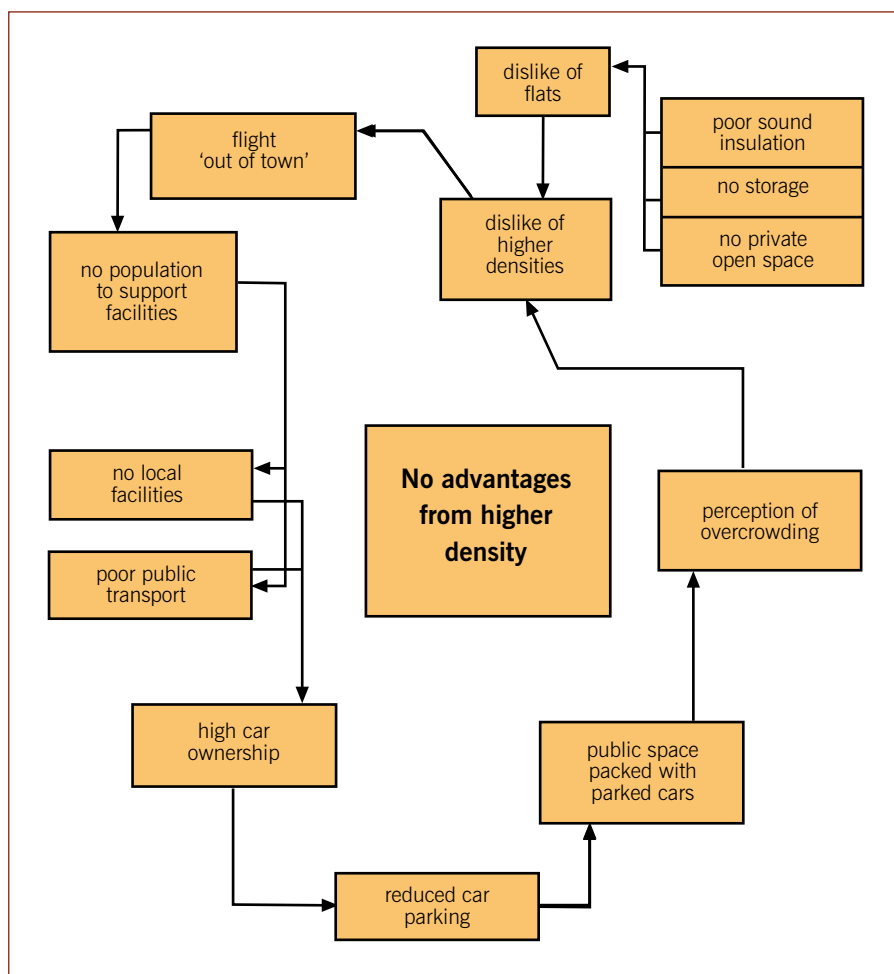 dislike of
flats
poor sound
insulation
no storage
no private
open space
flight
‘out of town’
dislike of
higher
densities
no population
to support
facilities
no local
facilities
poor public
transport
No advantages
from higher
density
perception of
overcrowding
high car
ownership
public space
packed with
parked cars
reduced car
parking